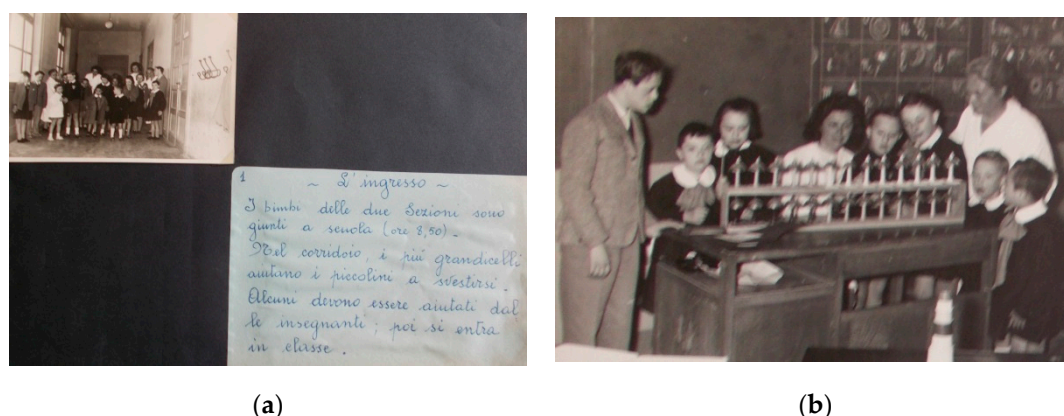 1
~ L'ingresso ~
I bimbi delle due Sezioni sono
giunti a scuola (ore 8,50) -
Nel corridoio, i più grandicelli
aiutano i piccolini a svestirsi.
Alcuni devono essere aiutati dal
le insegnanti; poi si entra
in classe.
(a)
(b)